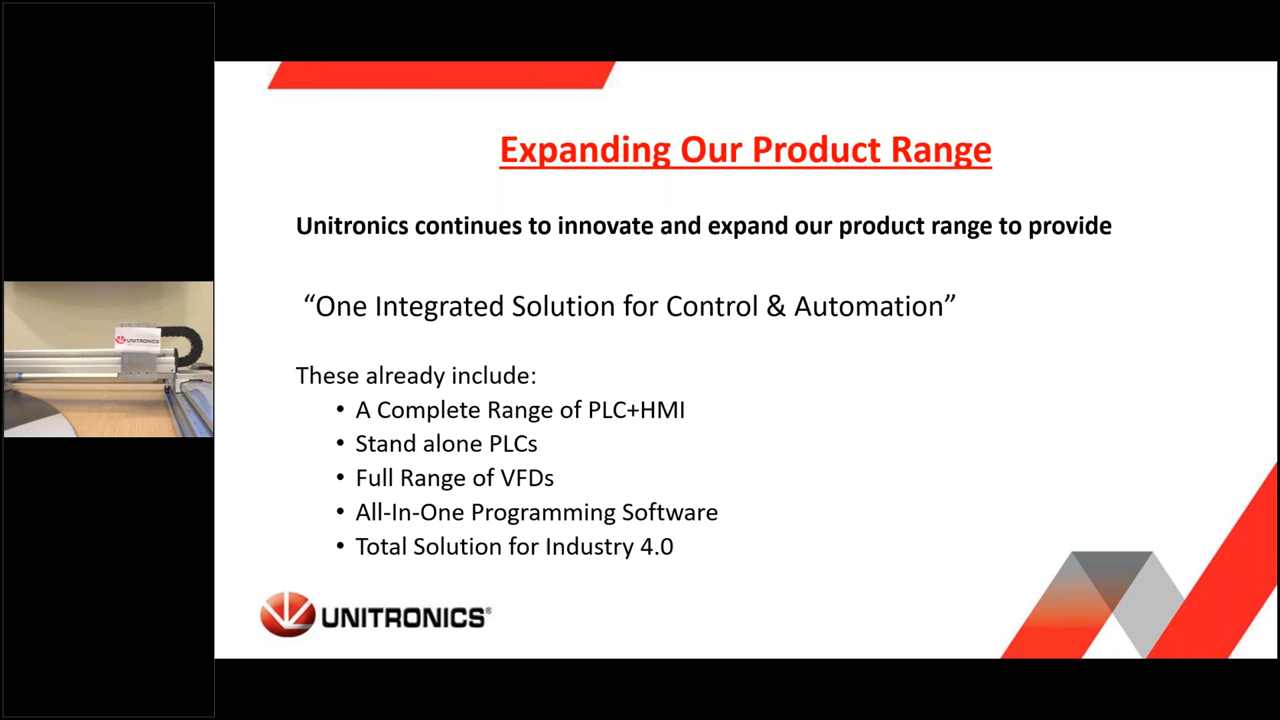 Expanding Our Product Range
Unitronics continues to innovate and expand our product range to provide
“One Integrated Solution for Control & Automation”
These already include:
• A Complete Range of PLC+HMI
• Stand alone PLCs
• Full Range of VFDs
• All-In-One Programming Software
• Total Solution for Industry 4.0
UNITRONICS®
UNITRONICS